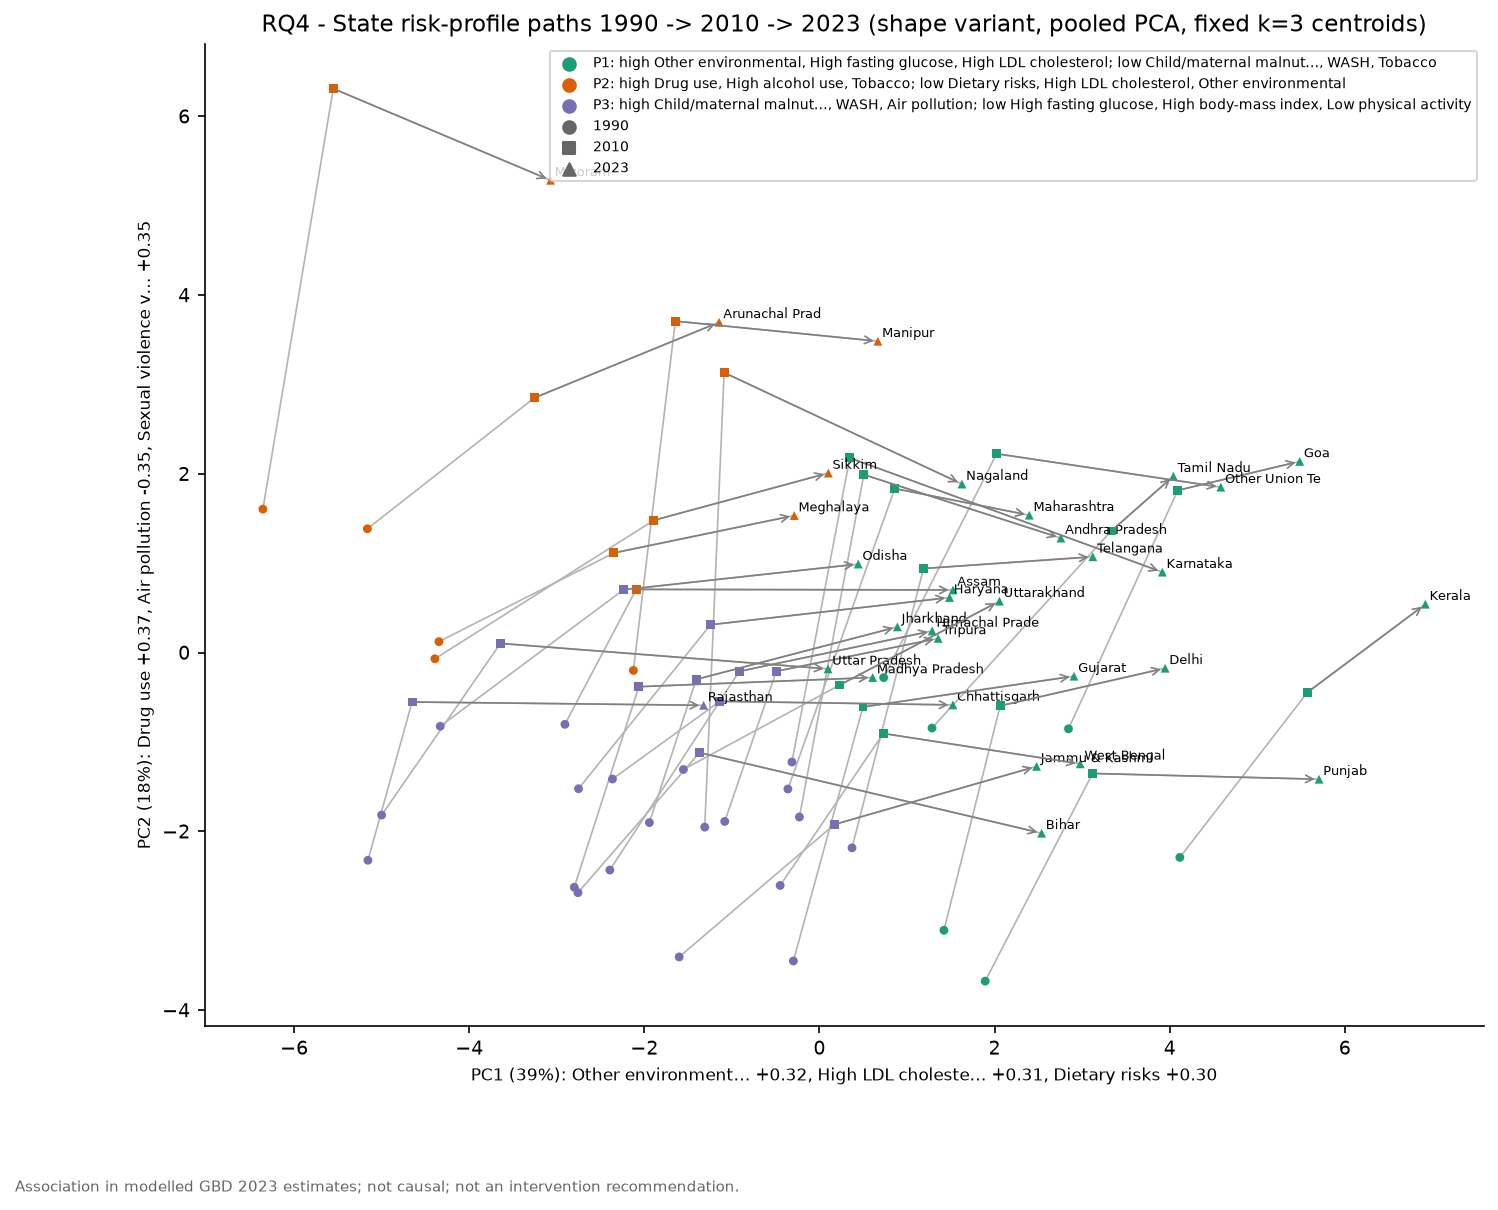 RQ4 - State risk-profile paths 1990 -> 2010 -> 2023 (shape variant, pooled PCA, fixed k=3 centroids)
P1: high Other environmental, High fasting glucose, High LDL cholesterol; low Child/maternal malnut..., WASH, Tobacco
P2: high Drug use, High alcohol use, Tobacco; low Dietary risks, High LDL cholesterol, Other environmental
P3: high Child/maternal malnut..., WASH, Air pollution; low High fasting glucose, High body-mass index, Low physical activity
1990
2010
2023
Arunachal Prad
Manipur
Sikkim
Nagaland
Tamil Nadu
Goa
Other Union Te
Meghalaya
Maharashtra
Andhra Pradesh
Telangana
Odisha
Karnataka
Assam
Haryana
Uttarakhand
Kerala
Jharkhand
Himachal Prade
Tripura
Uttar Pradesh
Madhya Pradesh
Gujarat
Delhi
Rajasthan
Chhattisgarh
West Bengal
Jammu & Kashmi
Punjab
Bihar
6
4
2
0
−2
−4
−6
−4
−2
0
2
4
6
PC2 (18%): Drug use +0.37, Air pollution -0.35, Sexual violence v... +0.35
PC1 (39%): Other environment... +0.32, High LDL choleste... +0.31, Dietary risks +0.30
Association in modelled GBD 2023 estimates; not causal; not an intervention recommendation.